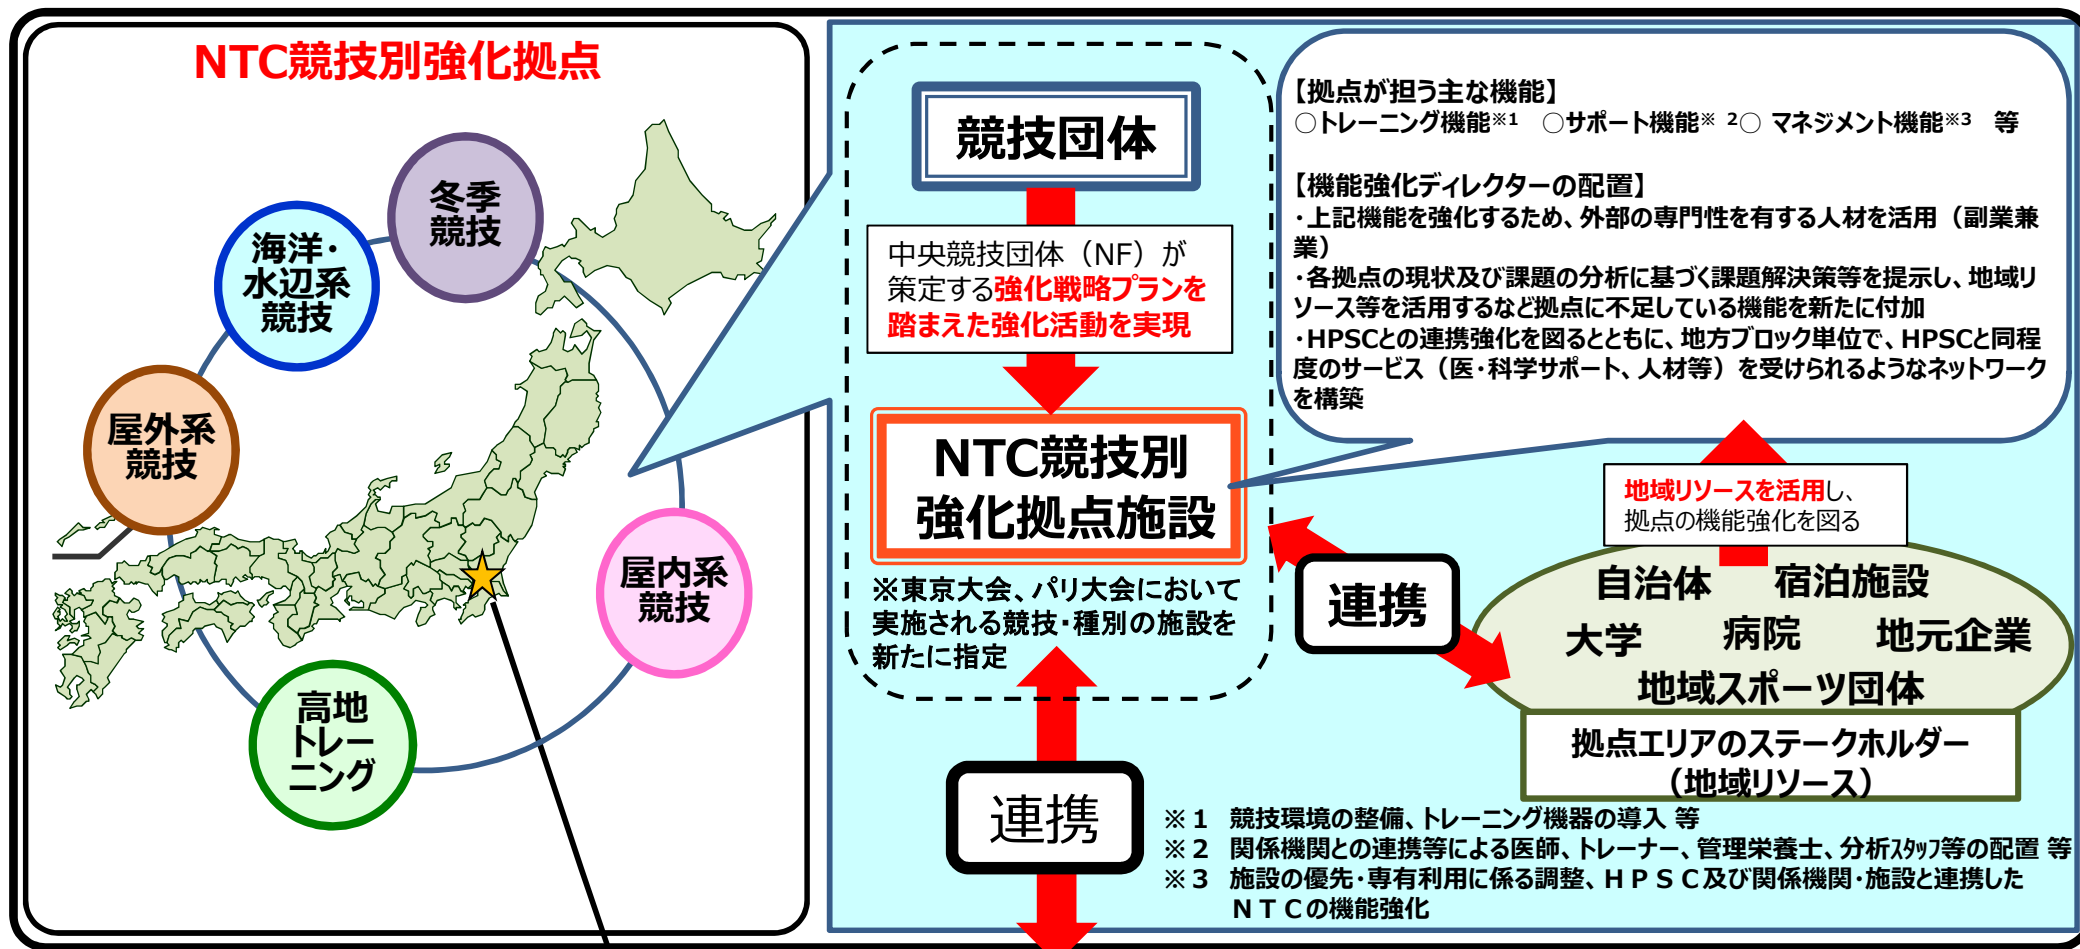 NTC競技別強化拠点
冬季
競技
海洋・
水辺系
競技
屋外系
競技
屋内系
競技
高地
トレー
ニング
競技団体
中央競技団体（NF）が
策定する強化戦略プランを
踏まえた強化活動を実現
NTC競技別
強化拠点施設
※東京大会、パリ大会において
実施される競技・種別の施設を
新たに指定
連携
【拠点が担う主な機能】
○トレーニング機能※1　○サポート機能※ 2○ マネジメント機能※3　等
【機能強化ディレクターの配置】
・上記機能を強化するため、外部の専門性を有する人材を活用（副業兼
業）
・各拠点の現状及び課題の分析に基づく課題解決策等を提示し、地域リ
ソース等を活用するなど拠点に不足している機能を新たに付加
・HPSCとの連携強化を図るとともに、地方ブロック単位で、HPSCと同程
度のサービス（医・科学サポート、人材等）を受けられるようなネットワーク
を構築
地域リソースを活用し、
拠点の機能強化を図る
連携
自治体　宿泊施設
大学　病院　地元企業
地域スポーツ団体
拠点エリアのステークホルダー
（地域リソース）
※１　競技環境の整備、トレーニング機器の導入 等
※２　関係機関との連携等による医師、トレーナー、管理栄養士、分析ｽﾀｯﾌ等の配置 等
※３　施設の優先・専有利用に係る調整、ＨＰＳＣ及び関係機関・施設と連携した
ＮＴＣの機能強化